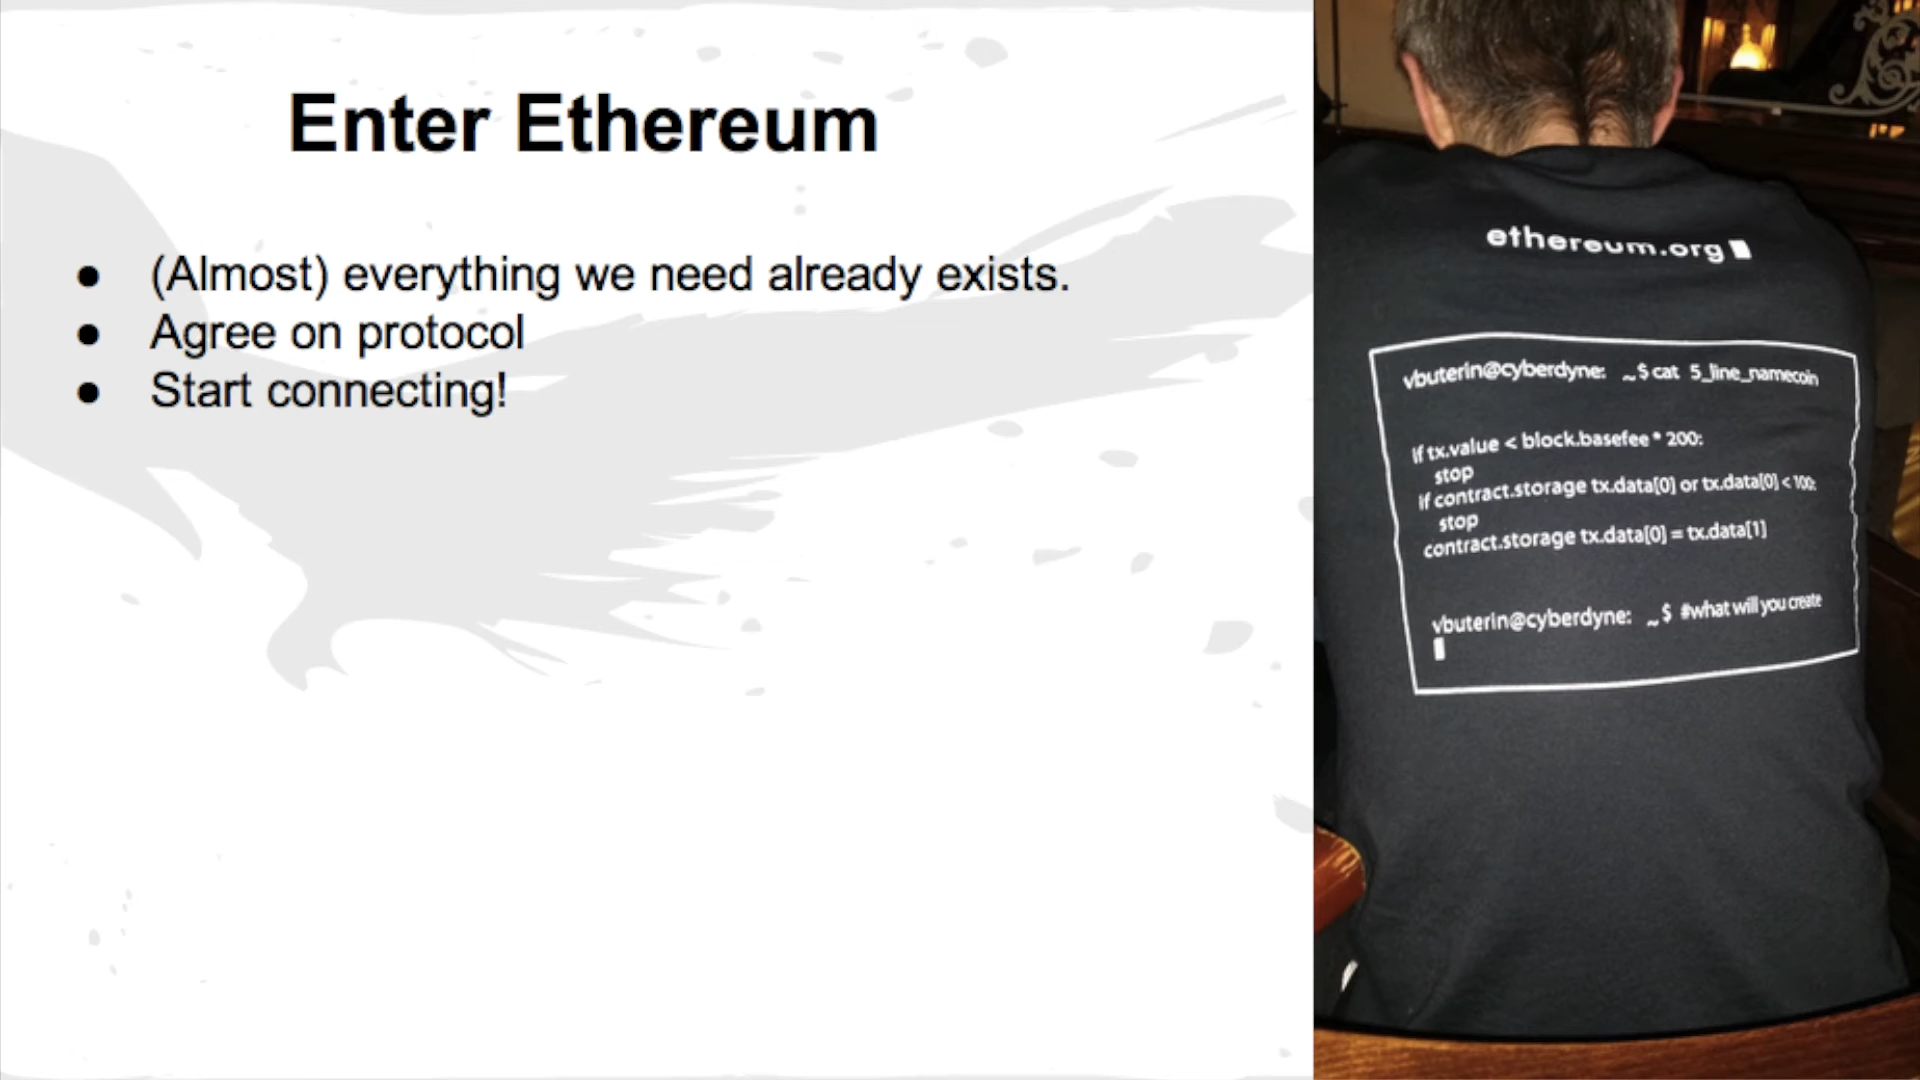 Enter Ethereum
● (Almost) everything we need already exists.
● Agree on protocol
● Start connecting!
ethereum.org
vbuterin@cyberdyne: ~$ cat 5_line_namecoin
if tx.value < block.basefee * 200:
stop
if contract.storage tx.data[0] or tx.data[0] < 100:
stop
contract.storage tx.data[0] = tx.data[1]
vbuterin@cyberdyne: ~$ #what will you create